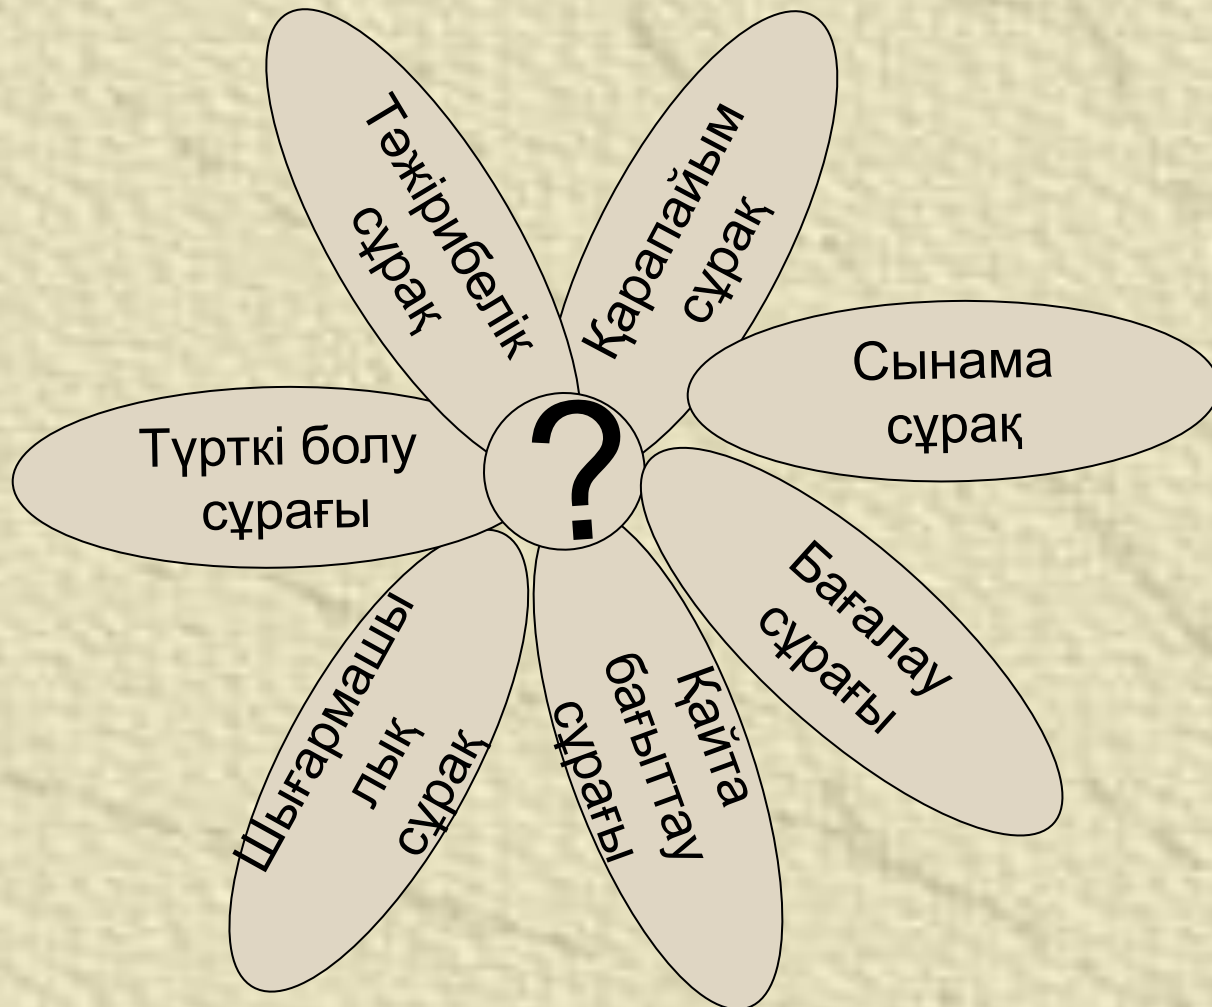 Тәжірибелік
сұрақ
Қарапайым
сұрақ
Сынама
сұрақ
Түрткі болу
сұрағы
?
Бағалау
сұрағы
Шығармашы
лық
сұрақ
Қайта
бағыттау
сұрағы